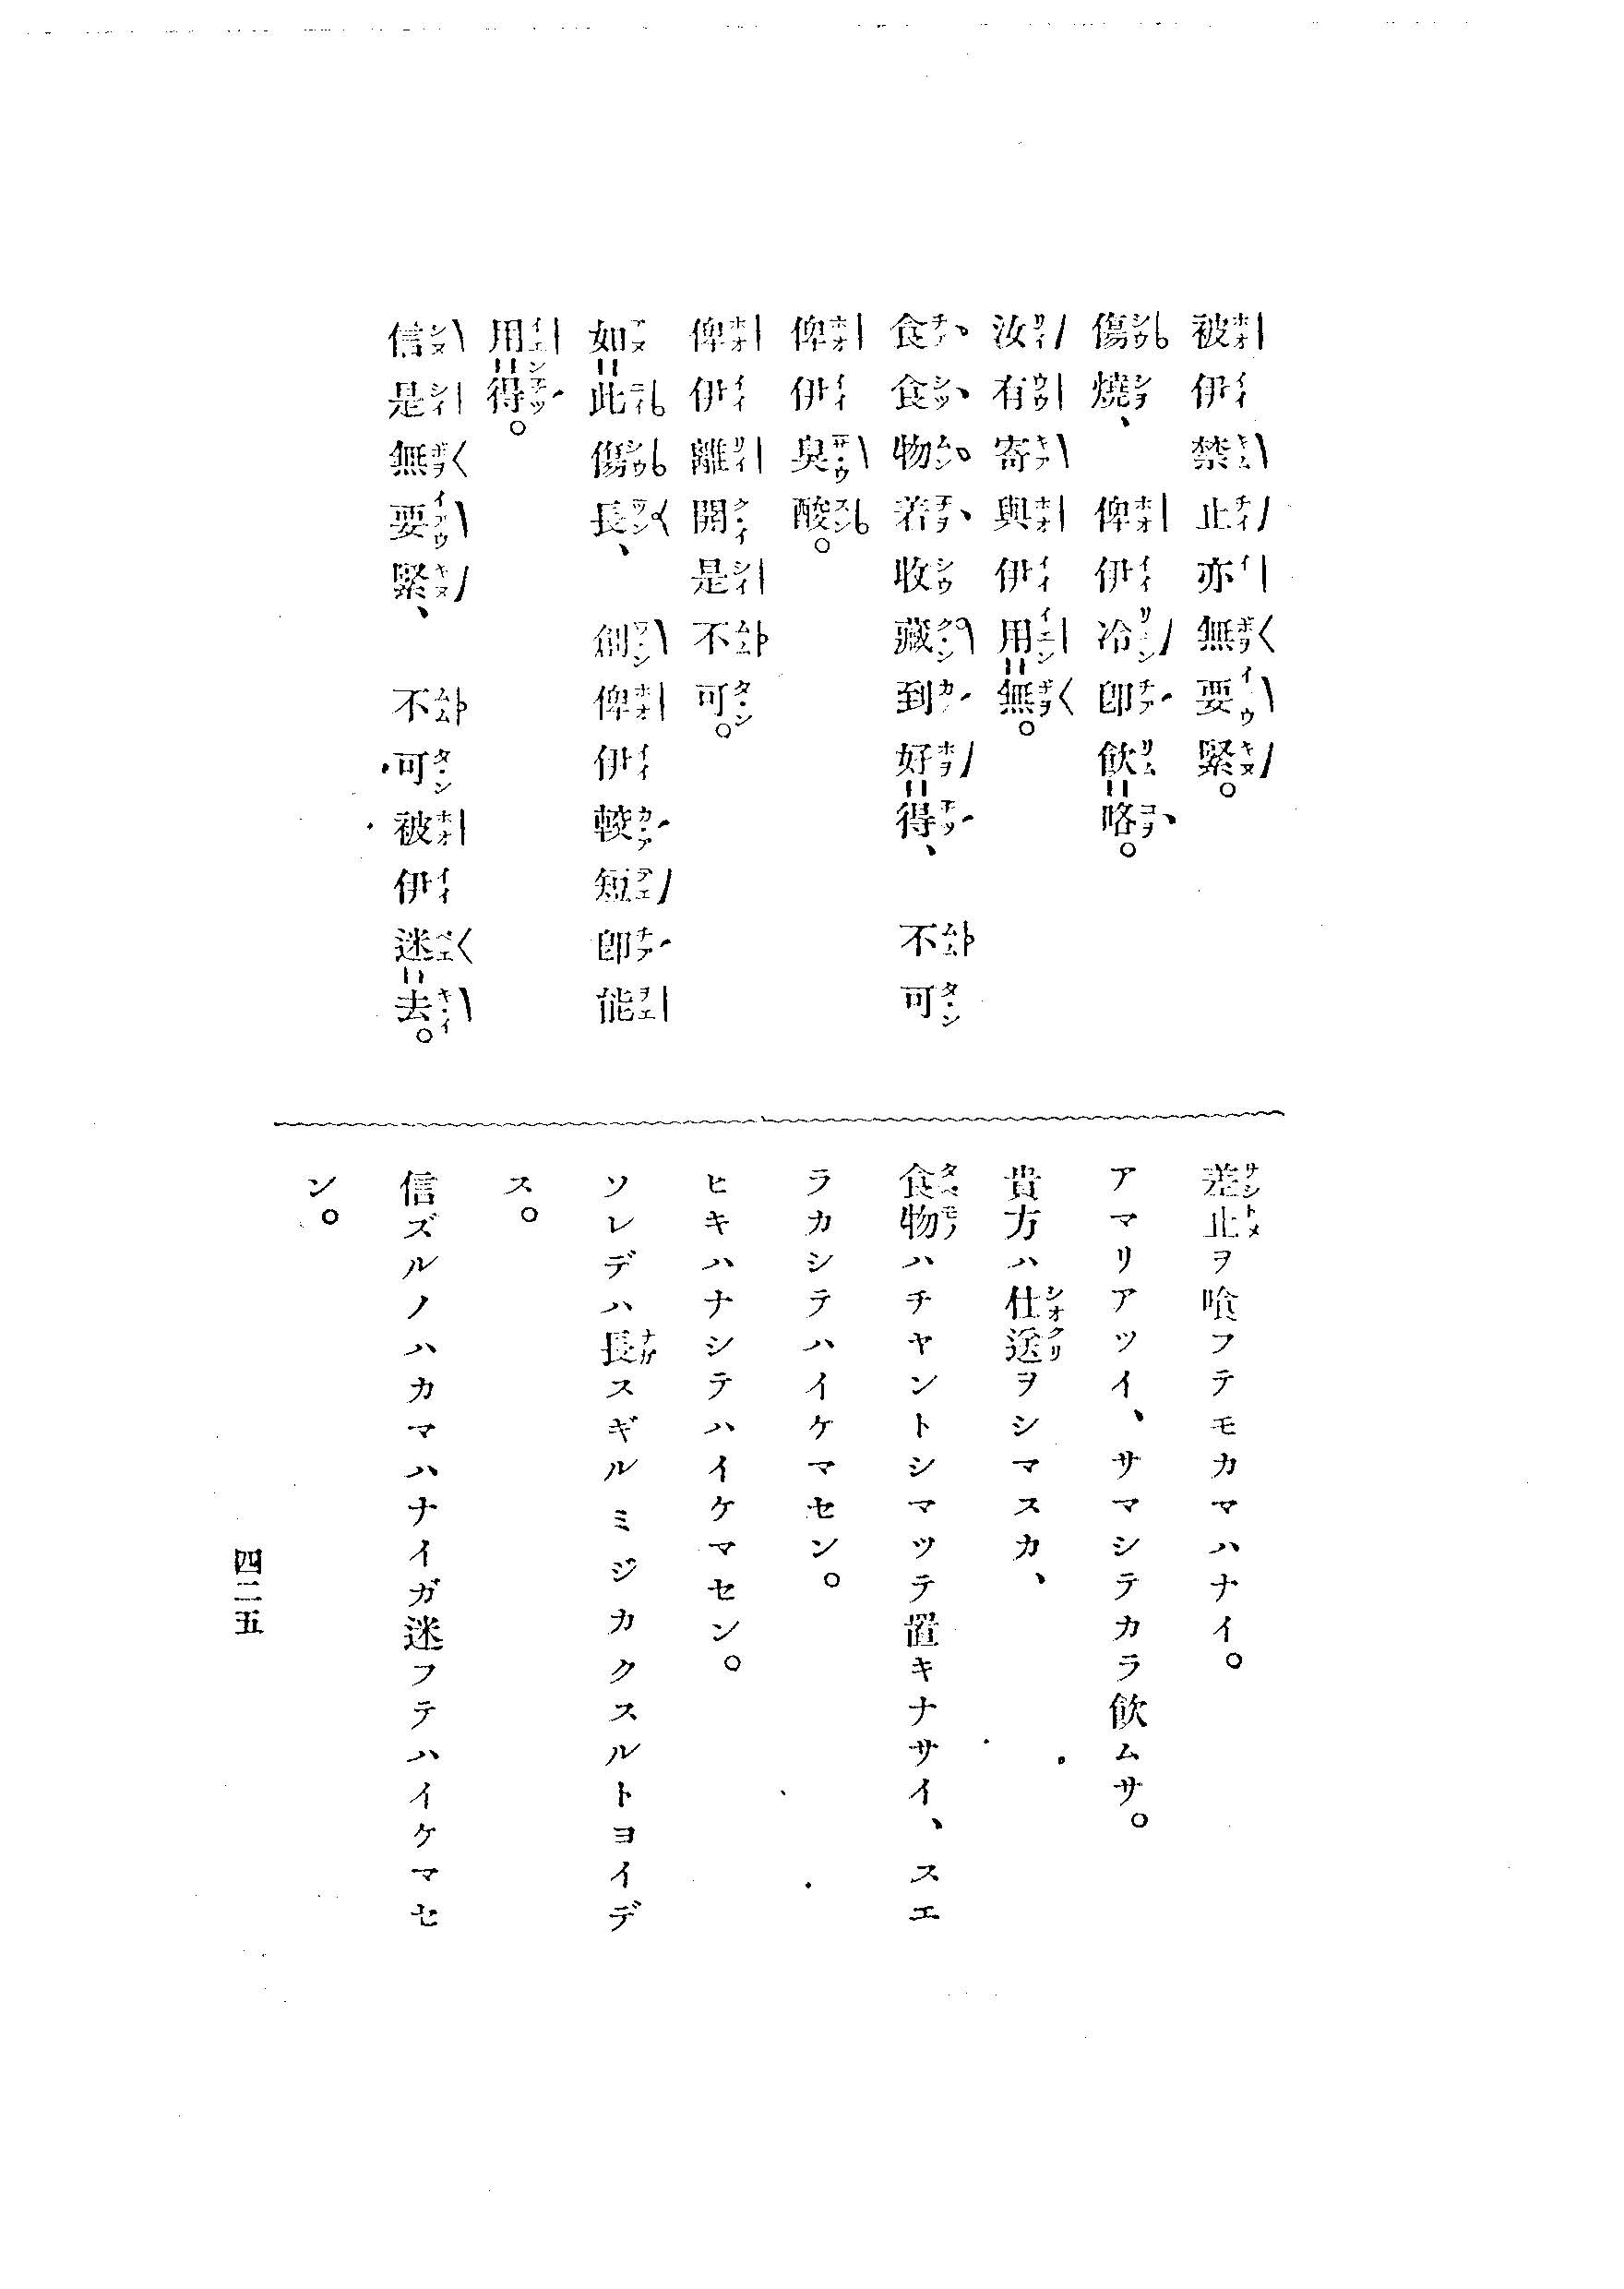 被伊禁止亦無要緊。
傷燒、俾伊冷卽飮=咯。
汝有寄與伊用=無。
食食物若收藏到好=得、不可
俾伊臭酸。
俾伊離開是不可。
如=此傷長、創俾伊較短卽能
用=得。
信是無要緊、不可被伊迷=去。
差止ヲ喰フテモカマハナイ。
アマリアツイ、サマシテカラ飮ムサ。
貴方ハ仕送ヲシマスカ、
食物ハチヤントシマツテ置キナサイ、スエ
ラカシテハイケマセン。
ヒキハナシテハイケマセン。
ソレデハ長スギルミジカクスルトヨイデ
ス。
信ズルノハカマハナイガ迷フテハイケマセ
ン。
四二五